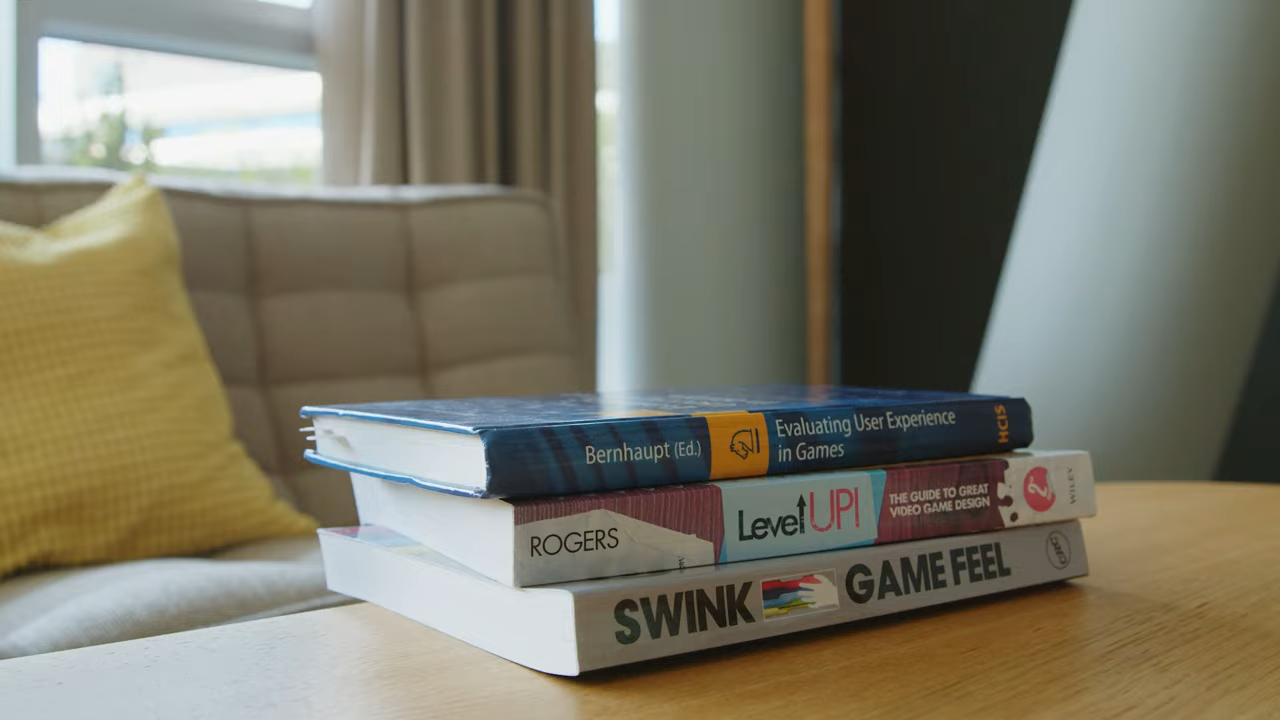 Bernhaupt (Ed.)
Evaluating User Experience
in Games
HCIS
ROGERS
Level UP!
THE GUIDE TO GREAT
VIDEO GAME DESIGN
2
WILEY
SWINK
GAME FEEL
CRC